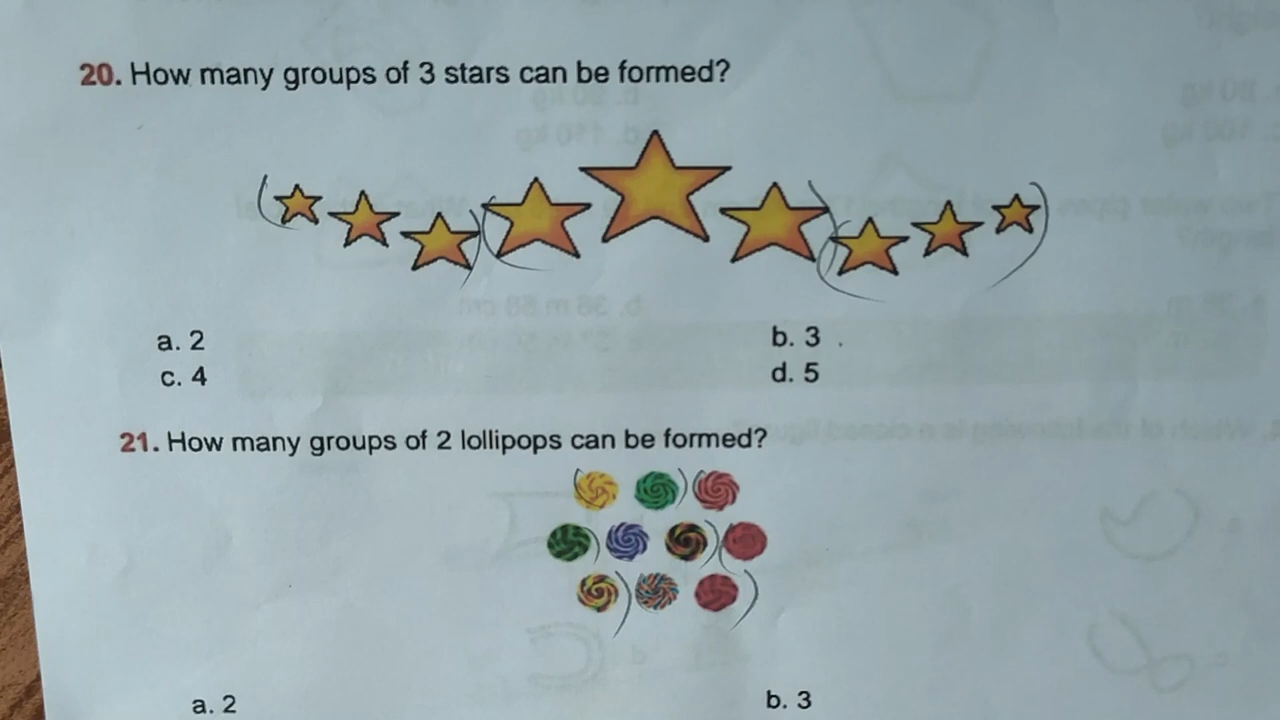 20. How many groups of 3 stars can be formed?
a. 2
b. 3
c. 4
d. 5
21. How many groups of 2 lollipops can be formed?
a. 2
b. 3